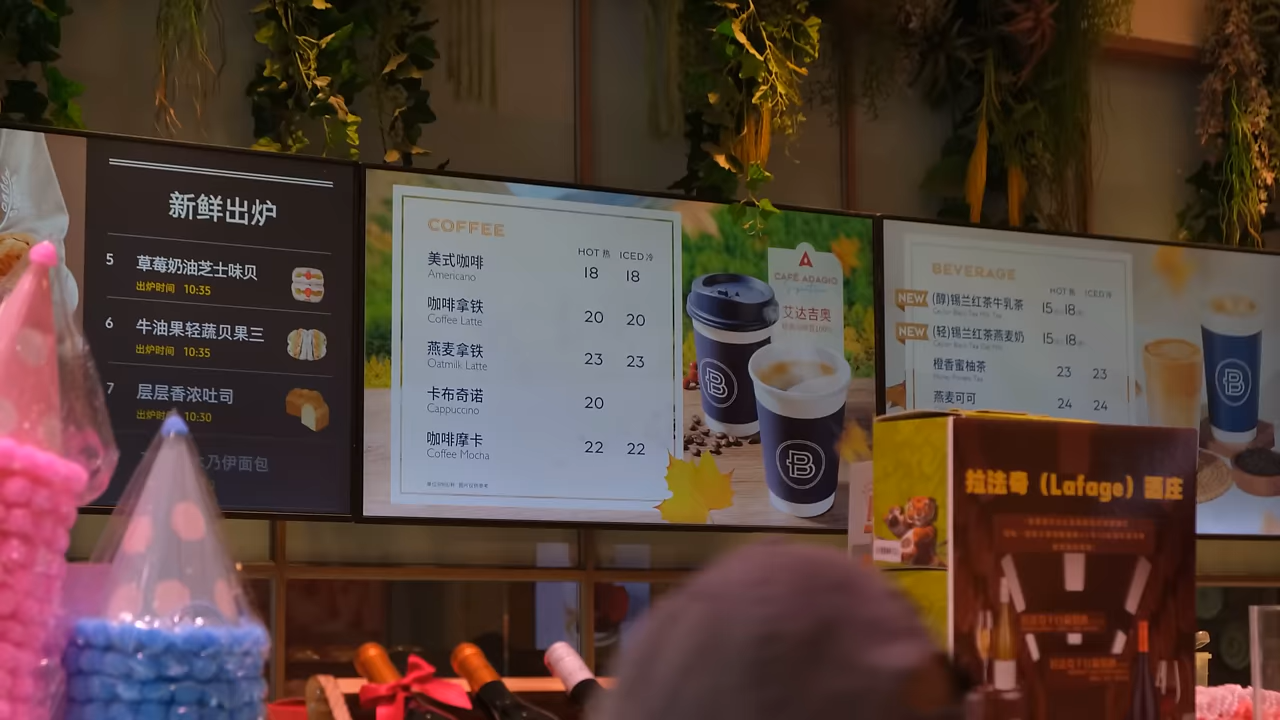 新鲜出炉
5 草莓奶油芝士味贝
出炉时间 10:35
6 牛油果轻蔬贝果三
出炉时间 10:35
7 层层香浓吐司
出炉时间 10:30
乃伊面包
COFFEE
HOT 热 ICED 冷
美式咖啡 18 18
Americano
咖啡拿铁 20 20
Coffee Latte
燕麦拿铁 23 23
Oatmilk Latte
卡布奇诺 20
Cappuccino
咖啡摩卡 22 22
Coffee Mocha
CAFÉ ADAGIO
艾达吉奥
B
B
BEVERAGE
HOT 热 ICED 冷
NEW (醇)锡兰红茶牛乳茶 15 18
NEW (轻)锡兰红茶燕麦奶 15 18
橙香蜜柚茶 23 23
Honey Pomelo Tea
燕麦可可 24 24
B
拉法奇（Lafage）酒庄